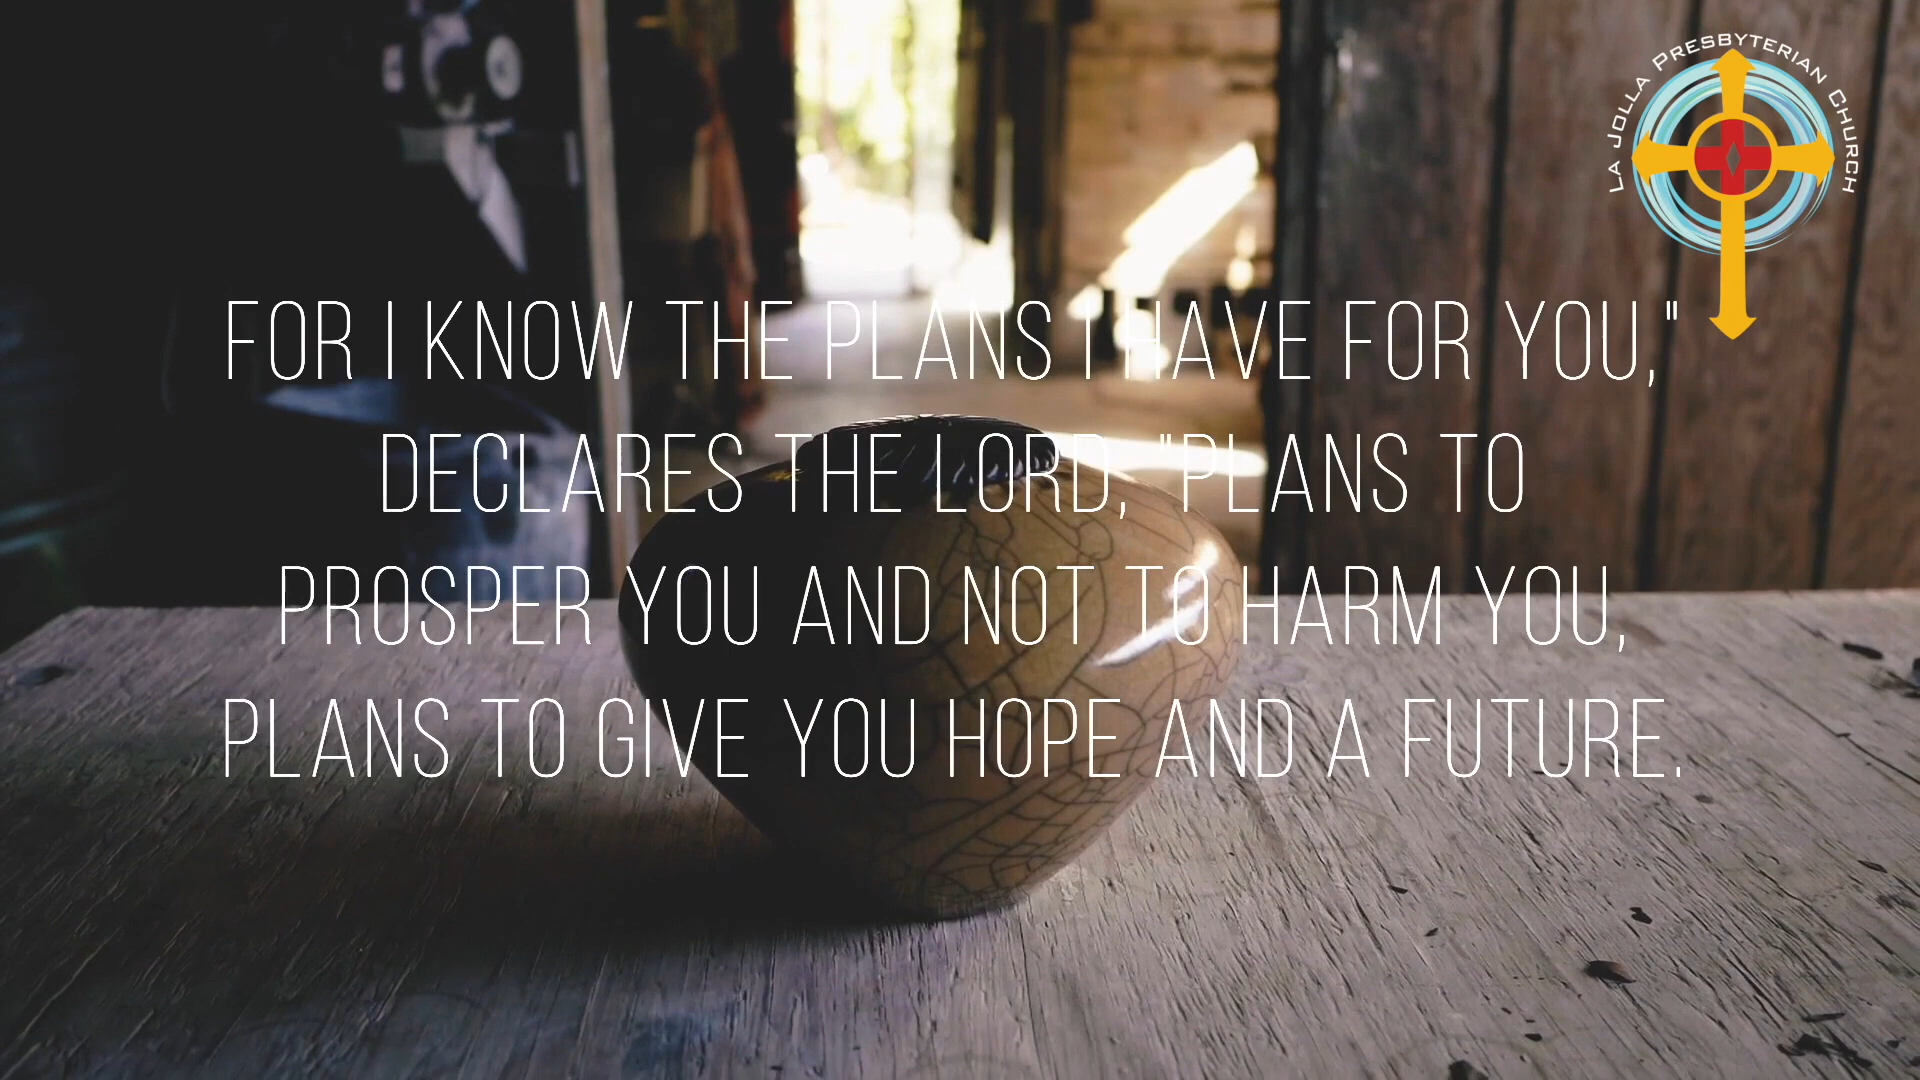 LA JOLLA PRESBYTERIAN CHURCH
FOR I KNOW THE PLANS I HAVE FOR YOU,"
DECLARES THE LORD, "PLANS TO
PROSPER YOU AND NOT TO HARM YOU,
PLANS TO GIVE YOU HOPE AND A FUTURE.